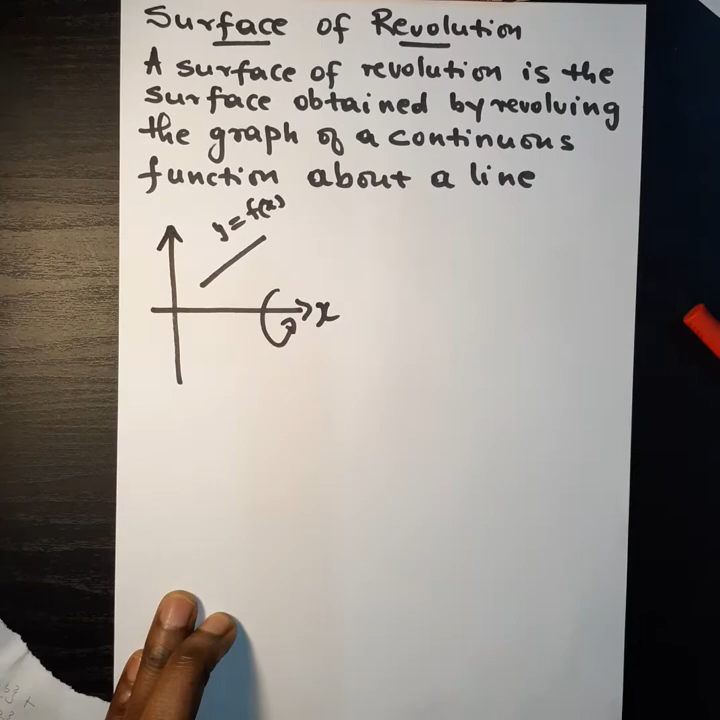 Surface of Revolution
A surface of revolution is the
surface obtained by revolving
the graph of a continuous
function about a line
y = f(x)
x